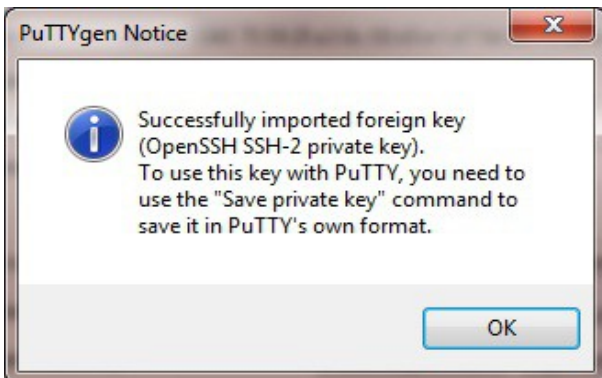 PuTTYgen Notice
Successfully imported foreign key
(OpenSSH SSH-2 private key).
To use this key with PuTTY, you need to
use the "Save private key" command to
save it in PuTTY's own format.
OK